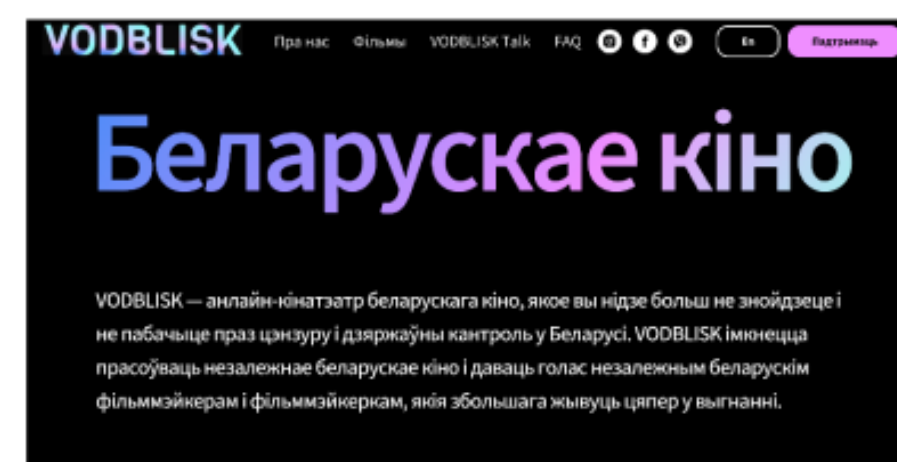 VODBLISK Пра нас Фільмы VODBLISK Talk FAQ En Падтрымаць
Беларускае кіно
VODBLISK — анлайн-кінатэатр беларускага кіно, якое вы нідзе больш не знойдзеце і
не пабачыце праз цэнзуру і дзяржаўны кантроль у Беларусі. VODBLISK імкнецца
прасоўваць незалежнае беларускае кіно і даваць голас незалежным беларускім
фільммэйкерам і фільммэйкеркам, якія збольшага жывуць цяпер у выгнанні.